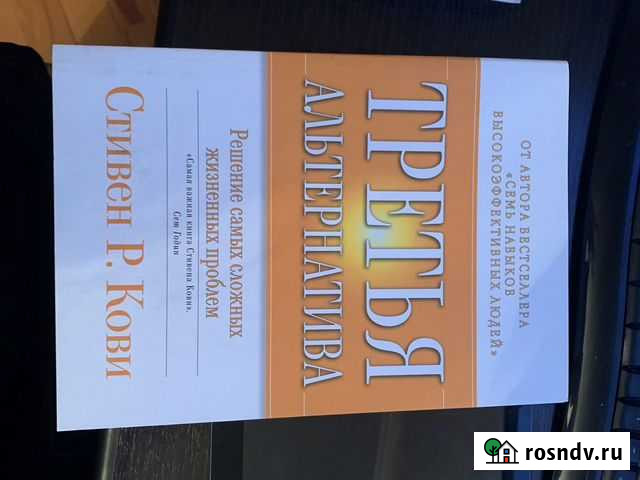 ОТ АВТОРА БЕСТСЕЛЛЕРА
«СЕМЬ НАВЫКОВ
ВЫСОКОЭФФЕКТИВНЫХ ЛЮДЕЙ»
ТРЕТЬЯ
АЛЬТЕРНАТИВА
Решение самых сложных
жизненных проблем
«Самая важная книга Стивена Кови».
Сет Годин
Стивен Р. Кови
rosndv.ru